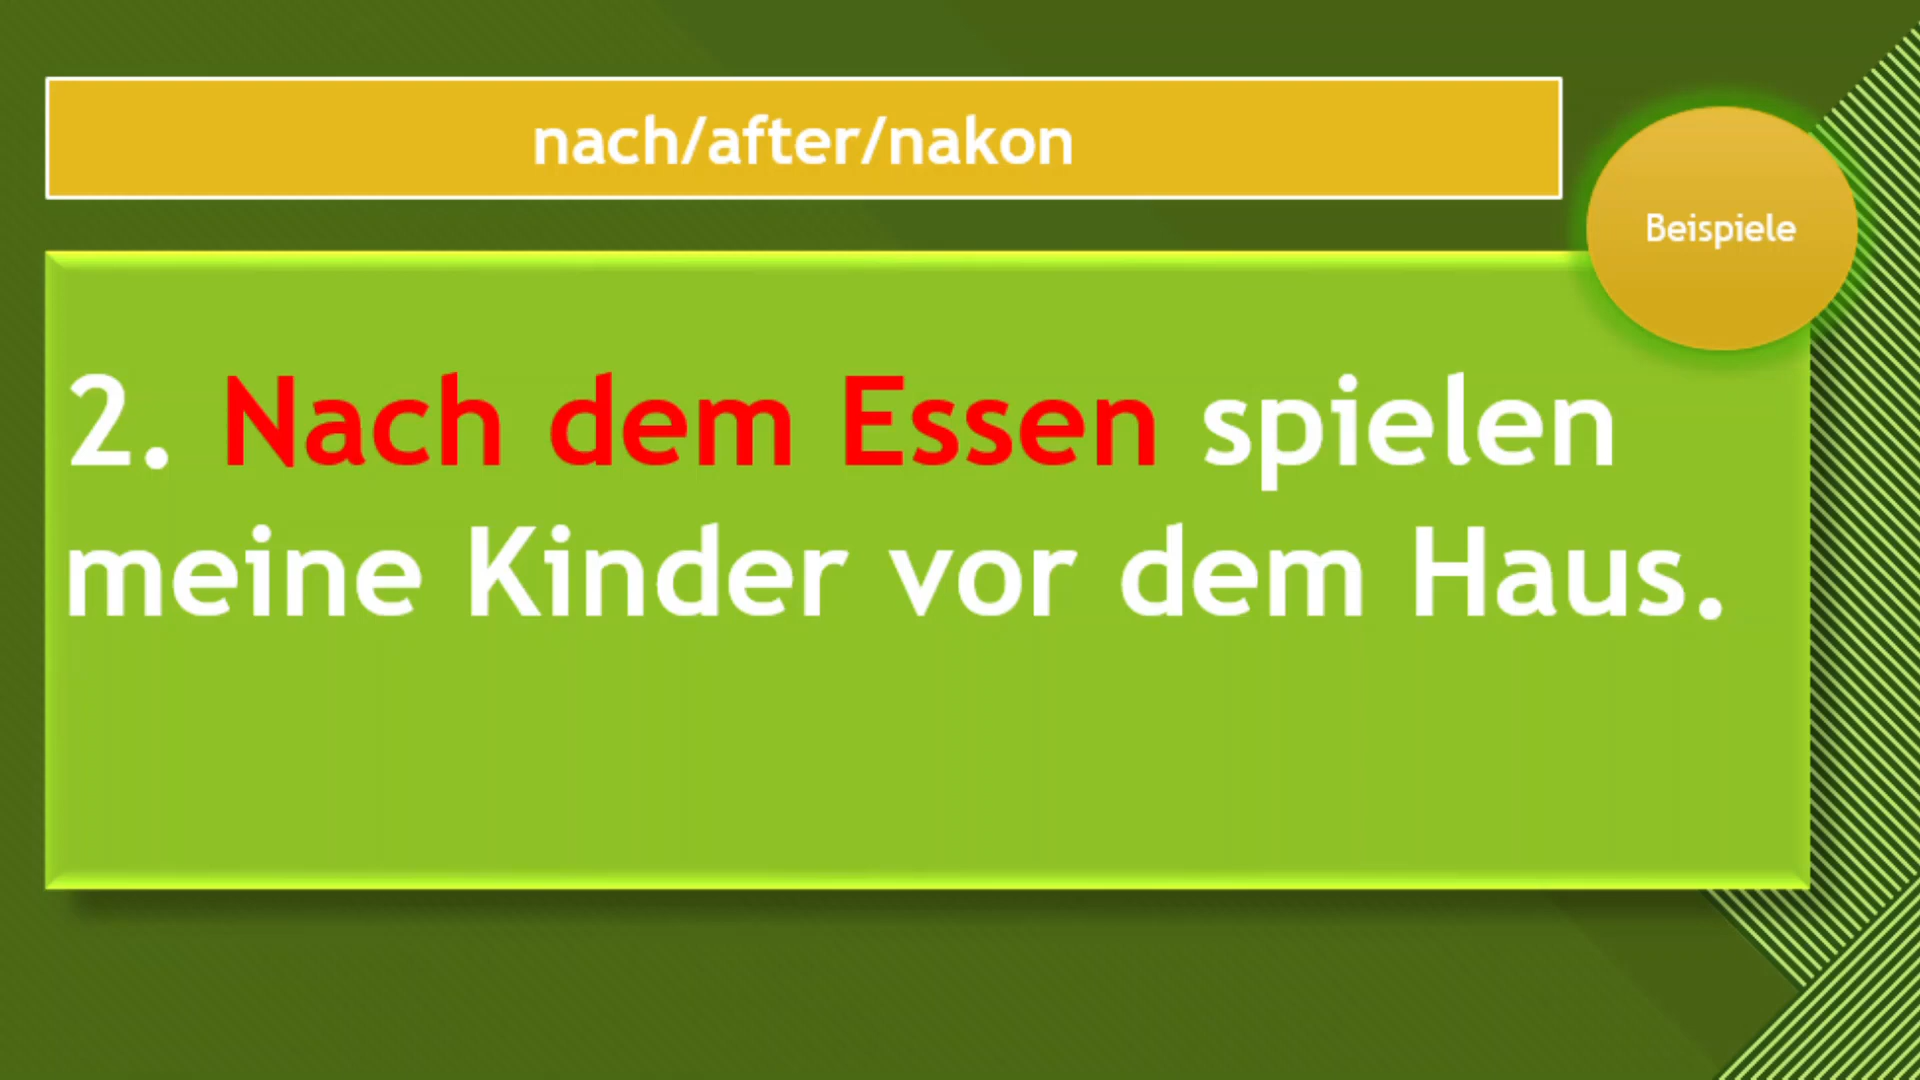 nach/after/nakon
Beispiele
2. Nach dem Essen spielen
meine Kinder vor dem Haus.